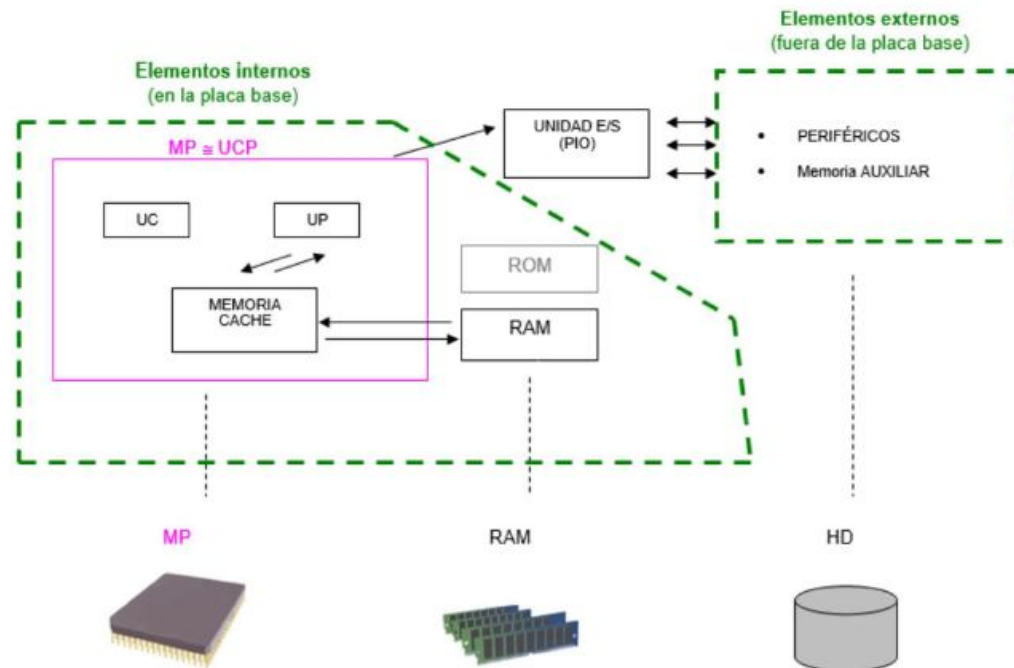 Elementos externos
(fuera de la placa base)
Elementos internos
(en la placa base)
MP ≅ UCP
UNIDAD E/S
(PIO)
• PERIFÉRICOS
• Memoria AUXILIAR
UC
UP
ROM
MEMORIA
CACHE
RAM
MP
RAM
HD